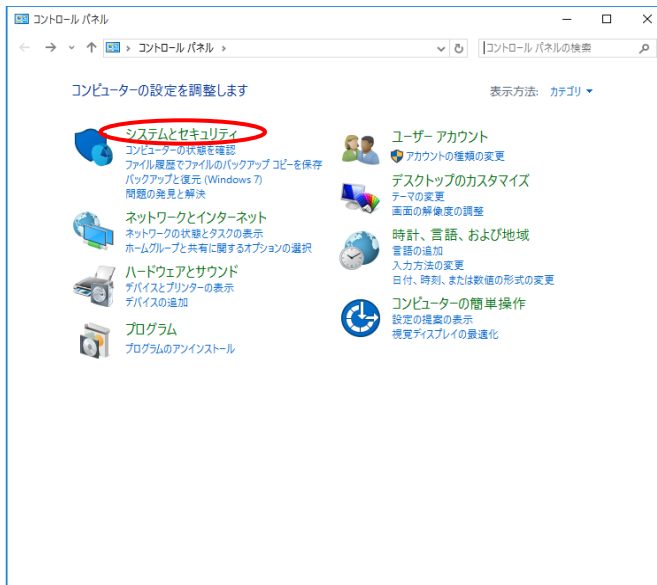 コントロール パネル
コントロール パネル
コントロール パネルの検索
コンピューターの設定を調整します
表示方法: カテゴリ
システムとセキュリティ
コンピューターの状態を確認
ファイル履歴でファイルのバックアップ コピーを保存
バックアップと復元 (Windows 7)
問題の発見と解決
ネットワークとインターネット
ネットワークの状態とタスクの表示
ホームグループと共有に関するオプションの選択
ハードウェアとサウンド
デバイスとプリンターの表示
デバイスの追加
プログラム
プログラムのアンインストール
ユーザー アカウント
アカウントの種類の変更
デスクトップのカスタマイズ
テーマの変更
画面の解像度の調整
時計、言語、および地域
言語の追加
入力方法の変更
日付、時刻、または数値の形式の変更
コンピューターの簡単操作
設定の提案の表示
視覚ディスプレイの最適化